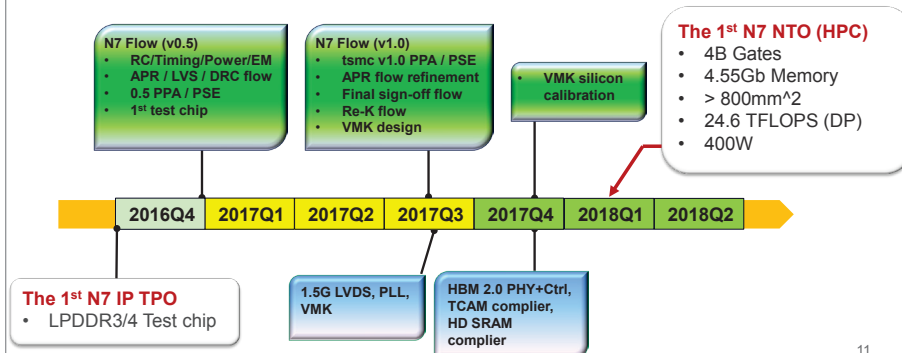 N7 Flow (v0.5)
• RC/Timing/Power/EM
• APR / LVS / DRC flow
• 0.5 PPA / PSE
• 1st test chip
N7 Flow (v1.0)
• tsmc v1.0 PPA / PSE
• APR flow refinement
• Final sign-off flow
• Re-K flow
• VMK design
• VMK silicon
calibration
The 1st N7 NTO (HPC)
• 4B Gates
• 4.55Gb Memory
• > 800mm^2
• 24.6 TFLOPS (DP)
• 400W
2016Q4 2017Q1 2017Q2 2017Q3 2017Q4 2018Q1 2018Q2
The 1st N7 IP TPO
• LPDDR3/4 Test chip
1.5G LVDS, PLL,
VMK
HBM 2.0 PHY+Ctrl,
TCAM complier,
HD SRAM
complier
11